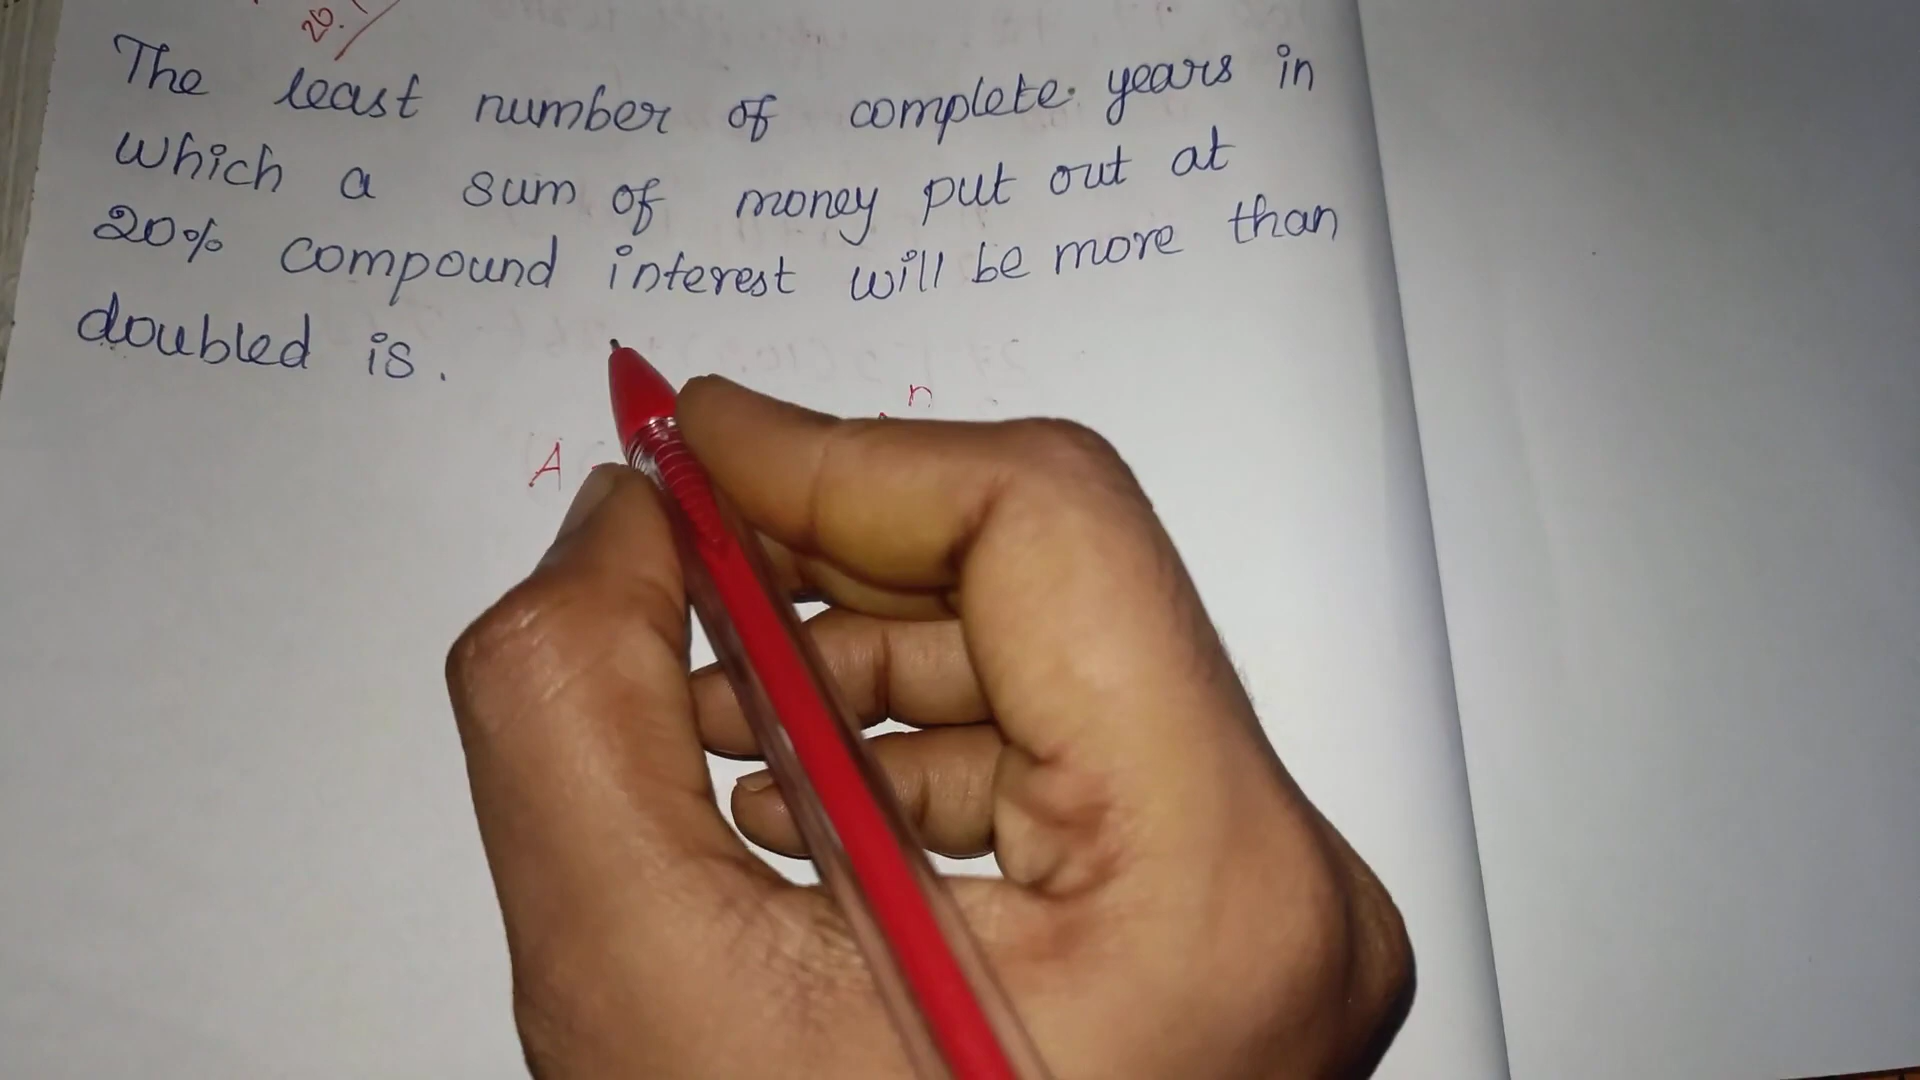 20.
The least number of complete years in
which a sum of money put out at
20% compound interest will be more than
doubled is.
n
A